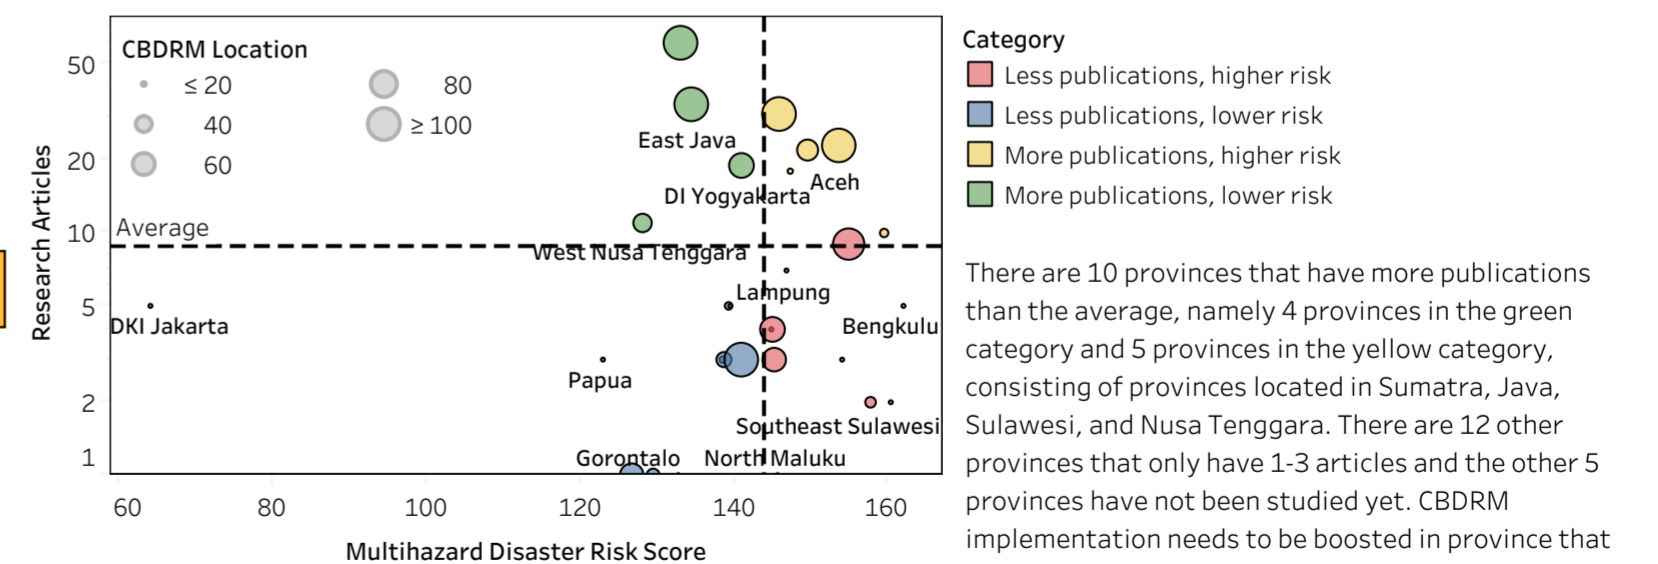 CBDRM Location
≤ 20
40
60
80
≥ 100
Research Articles
50
20
10
5
2
1
Average
East Java
DI Yogyakarta
Aceh
West Nusa Tenggara
Lampung
DKI Jakarta
Bengkulu
Papua
Southeast Sulawesi
Gorontalo
North Maluku
60
80
100
120
140
160
Multihazard Disaster Risk Score
Category
Less publications, higher risk
Less publications, lower risk
More publications, higher risk
More publications, lower risk
There are 10 provinces that have more publications
than the average, namely 4 provinces in the green
category and 5 provinces in the yellow category,
consisting of provinces located in Sumatra, Java,
Sulawesi, and Nusa Tenggara. There are 12 other
provinces that only have 1-3 articles and the other 5
provinces have not been studied yet. CBDRM
implementation needs to be boosted in province that